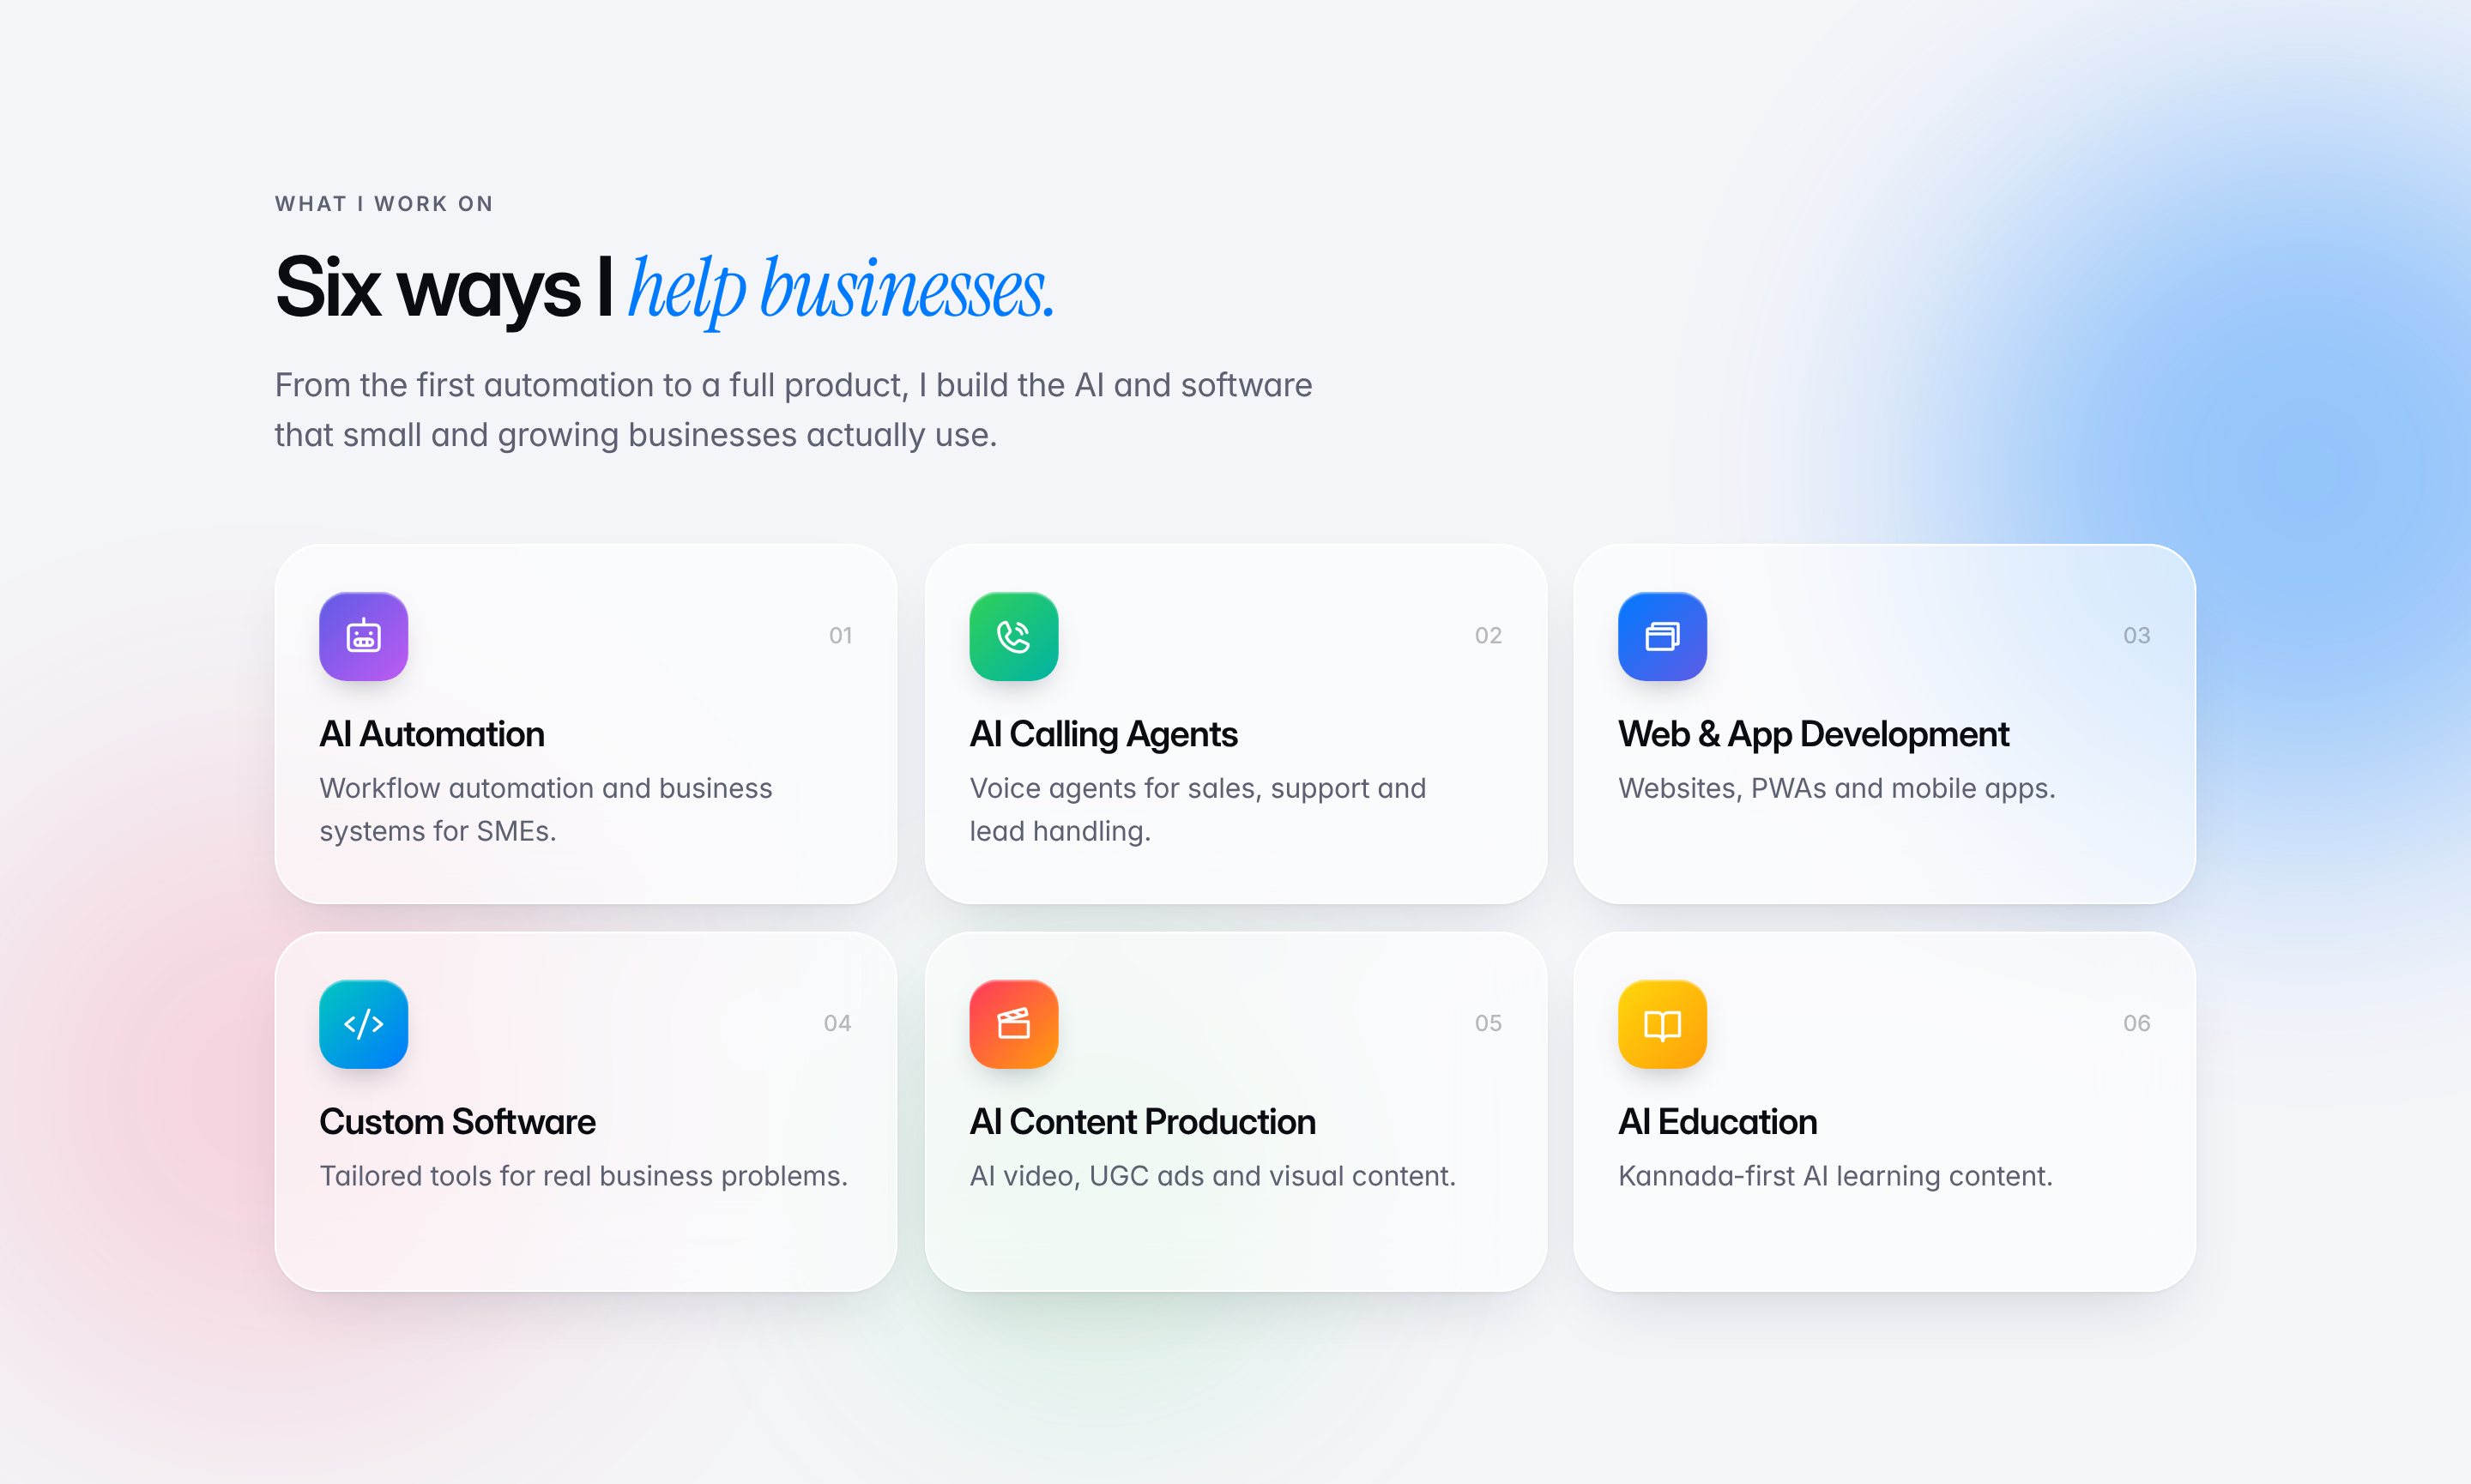 WHAT I WORK ON
Six ways I help businesses.
From the first automation to a full product, I build the AI and software
that small and growing businesses actually use.
01
AI Automation
Workflow automation and business
systems for SMEs.
02
AI Calling Agents
Voice agents for sales, support and
lead handling.
03
Web & App Development
Websites, PWAs and mobile apps.
04
Custom Software
Tailored tools for real business problems.
05
AI Content Production
AI video, UGC ads and visual content.
06
AI Education
Kannada-first AI learning content.